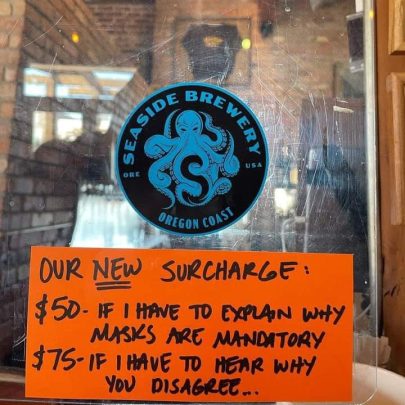 SEASIDE BREWERY
ORE
USA
OREGON COAST
OUR NEW SURCHARGE:
$50- IF I HAVE TO EXPLAIN WHY
MASKS ARE MANDATORY
$75-IF I HAVE TO HEAR WHY
YOU DISAGREE...